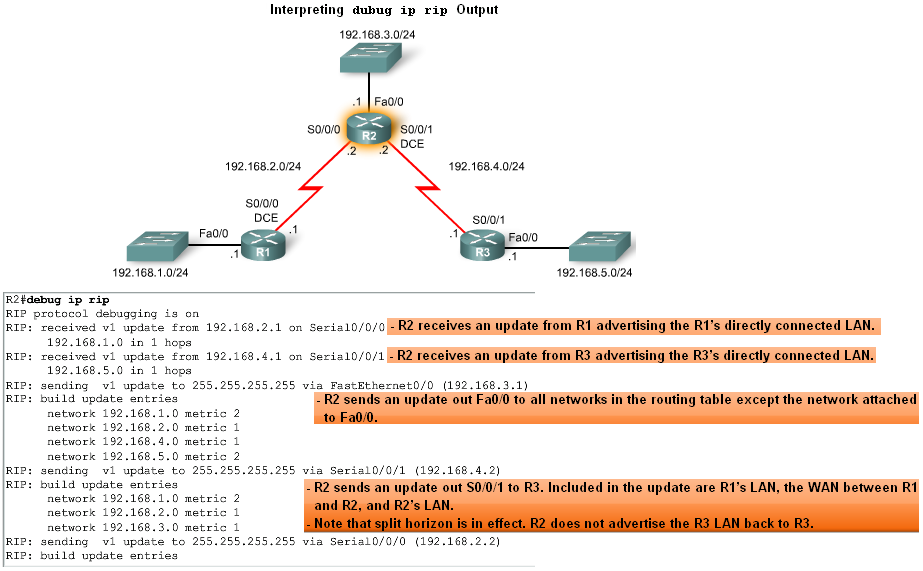 Interpreting dubug ip rip Output
192.168.3.0/24
.1 Fa0/0
S0/0/0
R2
S0/0/1
DCE
.2 .2
192.168.2.0/24
192.168.4.0/24
S0/0/0
DCE
S0/0/1
Fa0/0
.1
R1
.1
.1
R3
Fa0/0
.1
192.168.1.0/24
192.168.5.0/24
R2#debug ip rip
RIP protocol debugging is on
RIP: received v1 update from 192.168.2.1 on Serial0/0/0 - R2 receives an update from R1 advertising the R1's directly connected LAN.
192.168.1.0 in 1 hops
RIP: received v1 update from 192.168.4.1 on Serial0/0/1 - R2 receives an update from R3 advertising the R3's directly connected LAN.
192.168.5.0 in 1 hops
RIP: sending v1 update to 255.255.255.255 via FastEthernet0/0 (192.168.3.1)
RIP: build update entries
- R2 sends an update out Fa0/0 to all networks in the routing table except the network attached
to Fa0/0.
network 192.168.1.0 metric 2
network 192.168.2.0 metric 1
network 192.168.4.0 metric 1
network 192.168.5.0 metric 2
RIP: sending v1 update to 255.255.255.255 via Serial0/0/1 (192.168.4.2)
RIP: build update entries
- R2 sends an update out S0/0/1 to R3. Included in the update are R1's LAN, the WAN between R1
and R2, and R2's LAN.
- Note that split horizon is in effect. R2 does not advertise the R3 LAN back to R3.
network 192.168.1.0 metric 2
network 192.168.2.0 metric 1
network 192.168.3.0 metric 1
RIP: sending v1 update to 255.255.255.255 via Serial0/0/0 (192.168.2.2)
RIP: build update entries